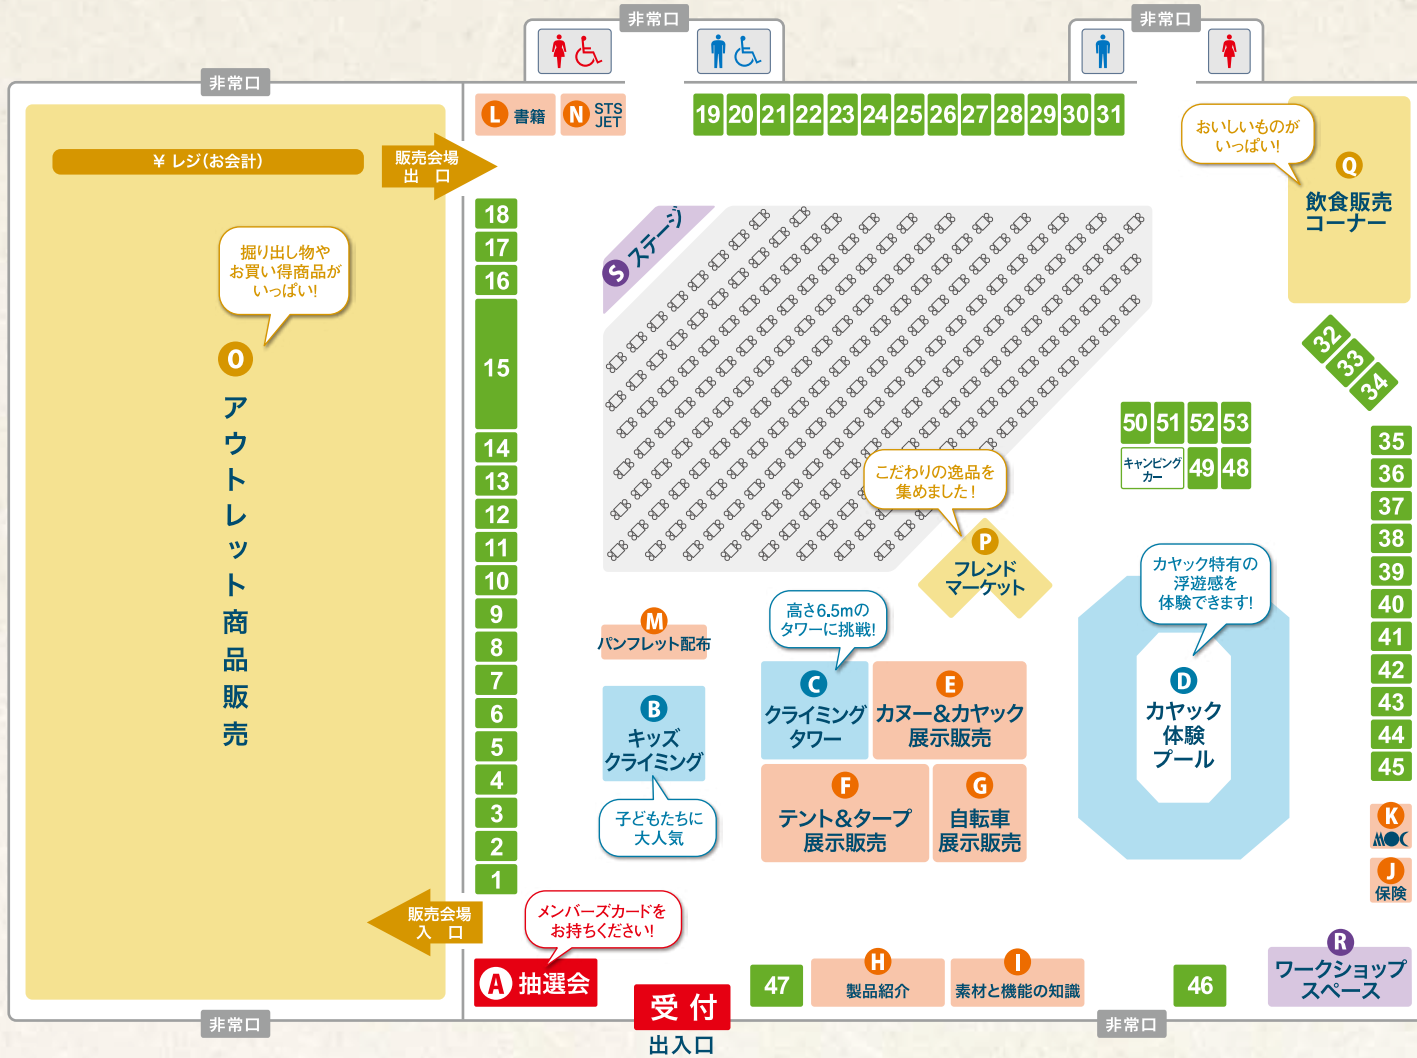 非常口
非常口
非常口
L 書籍
N STS
JET
19 20 21 22 23 24 25 26 27 28 29 30 31
おいしいものが
いっぱい!
Q
飲食販売
コーナー
¥ レジ(お会計)
販売会場
出 口
掘り出し物や
お買い得商品が
いっぱい!
O
アウトレット商品販売
18
17
16
15
14
13
12
11
10
9
8
7
6
5
4
3
2
1
S ステージ
32
33
34
50 51 52 53
キャンピング
カー
49 48
35
36
37
38
39
40
41
42
43
44
45
こだわりの逸品を
集めました!
P
フレンド
マーケット
カヤック特有の
浮遊感を
体験できます!
D
カヤック
体験
プール
M
パンフレット配布
高さ6.5mの
タワーに挑戦!
B
キッズ
クライミング
子どもたちに
大人気
C
クライミング
タワー
E
カヌー&カヤック
展示販売
F
テント&タープ
展示販売
G
自転車
展示販売
K
MOC
J
保険
販売会場
入 口
メンバーズカードを
お持ちください!
A 抽選会
受付
出入口
47
H
製品紹介
I
素材と機能の知識
46
R
ワークショップ
スペース
非常口
非常口